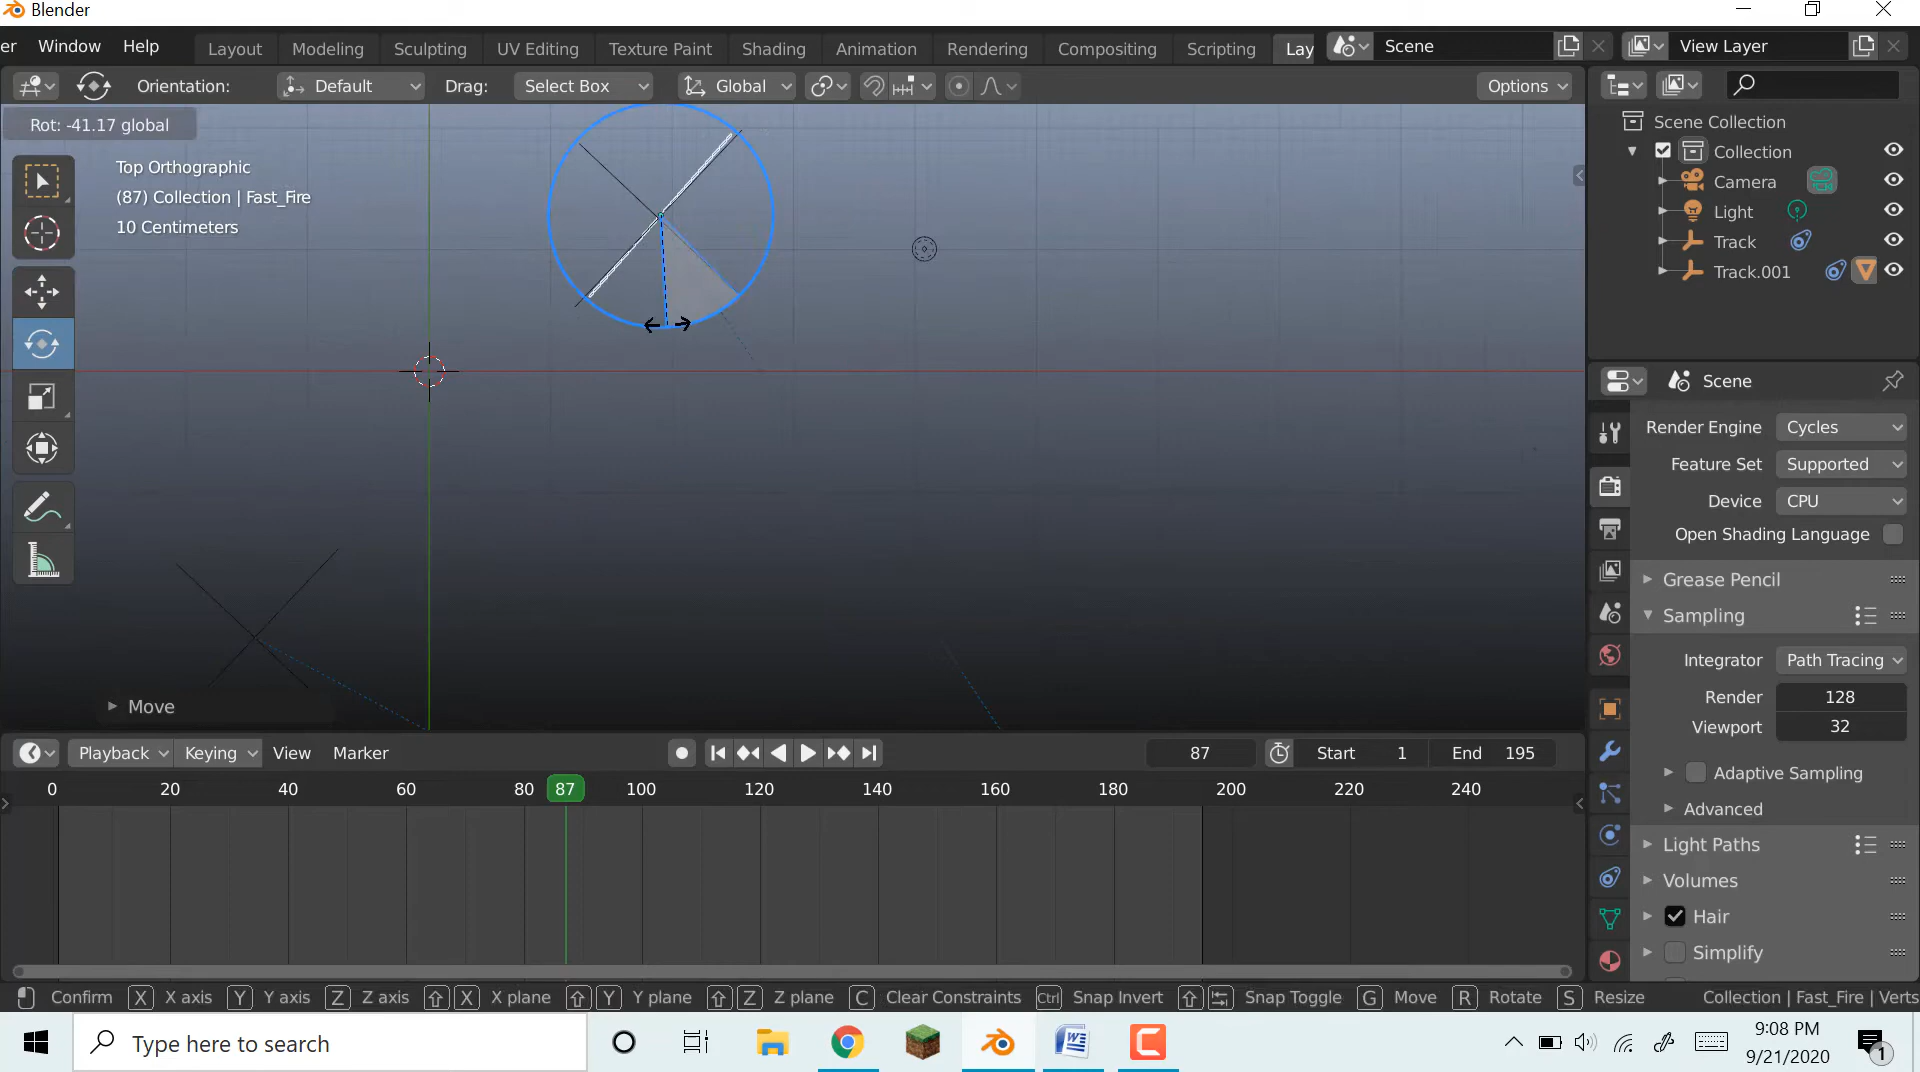 Blender
er Window Help Layout Modeling Sculpting UV Editing Texture Paint Shading Animation Rendering Compositing Scripting Lay Scene View Layer
Orientation: Default Drag: Select Box Global Options
Rot: -41.17 global
Top Orthographic
(87) Collection | Fast_Fire
10 Centimeters
Scene Collection
Collection
Camera
Light
Track
Track.001
Scene
Render Engine Cycles
Feature Set Supported
Device CPU
Open Shading Language
Grease Pencil
Sampling
Integrator Path Tracing
Render 128
Viewport 32
Adaptive Sampling
Advanced
Light Paths
Volumes
Hair
Simplify
Move
Playback Keying View Marker 87 Start 1 End 195
0 20 40 60 80 87 100 120 140 160 180 200 220 240
Confirm X X axis Y Y axis Z Z axis X X plane Y Y plane Z Z plane C Clear Constraints Ctrl Snap Invert Snap Toggle G Move R Rotate S Resize Collection | Fast_Fire | Verts
Type here to search
9:08 PM
9/21/2020
1